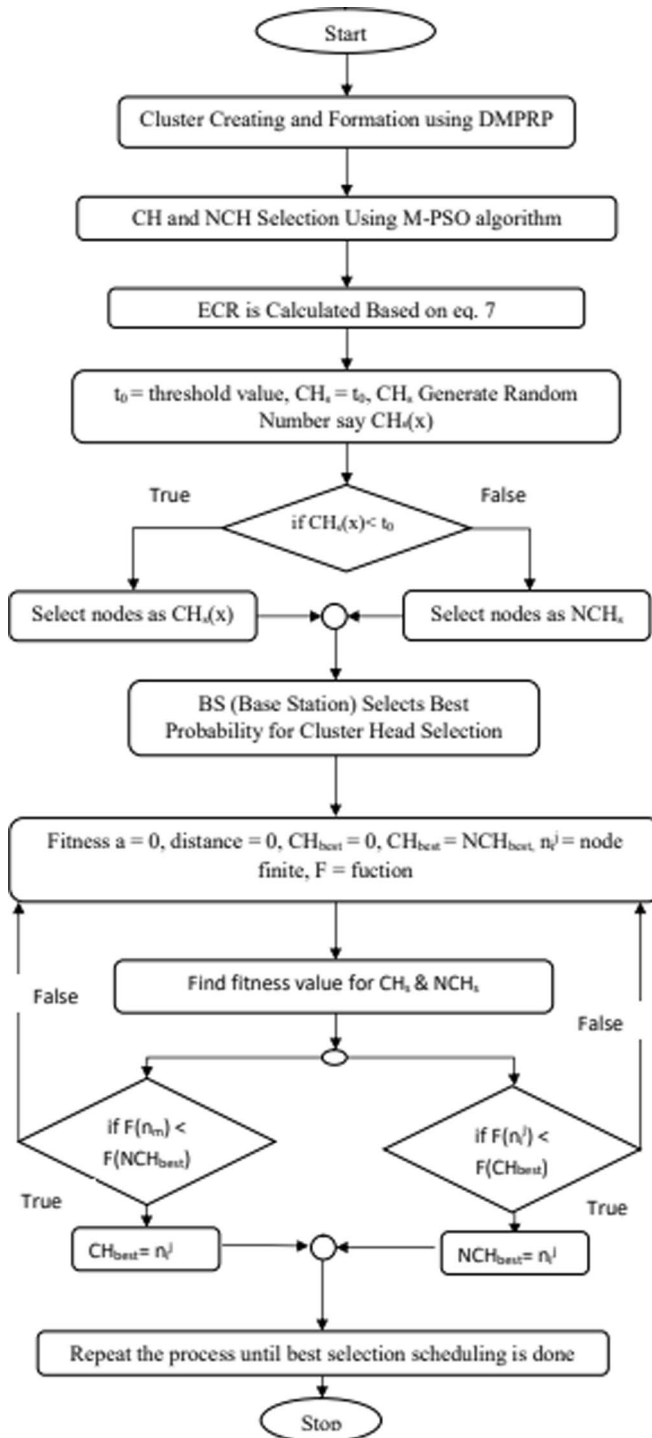 Start
Cluster Creating and Formation using DMPRP
CH and NCH Selection Using M-PSO algorithm
ECR is Calculated Based on eq. 7
t₀ = threshold value, CHₛ = t₀, CHₛ Generate Random
Number say CHₛ(x)
True
False
if CHₛ(x)< t₀
Select nodes as CHₛ(x)
Select nodes as NCHₛ
BS (Base Station) Selects Best
Probability for Cluster Head Selection
Fitness a = 0, distance = 0, CHbest = 0, CHbest = NCHbest, nᵢʲ = node
finite, F = fuction
Find fitness value for CHₛ & NCHₛ
False
False
if F(nₘ) <
F(NCHbest)
if F(nᵢʲ) <
F(CHbest)
True
True
CHbest= nᵢʲ
NCHbest= nᵢʲ
Repeat the process until best selection scheduling is done
Stop